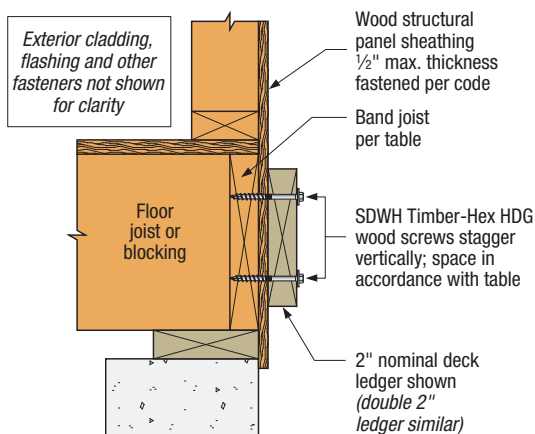 Exterior cladding,
flashing and other
fasteners not shown
for clarity
Wood structural
panel sheathing
½" max. thickness
fastened per code
Band joist
per table
Floor
joist or
blocking
SDWH Timber-Hex HDG
wood screws stagger
vertically; space in
accordance with table
2" nominal deck
ledger shown
(double 2"
ledger similar)